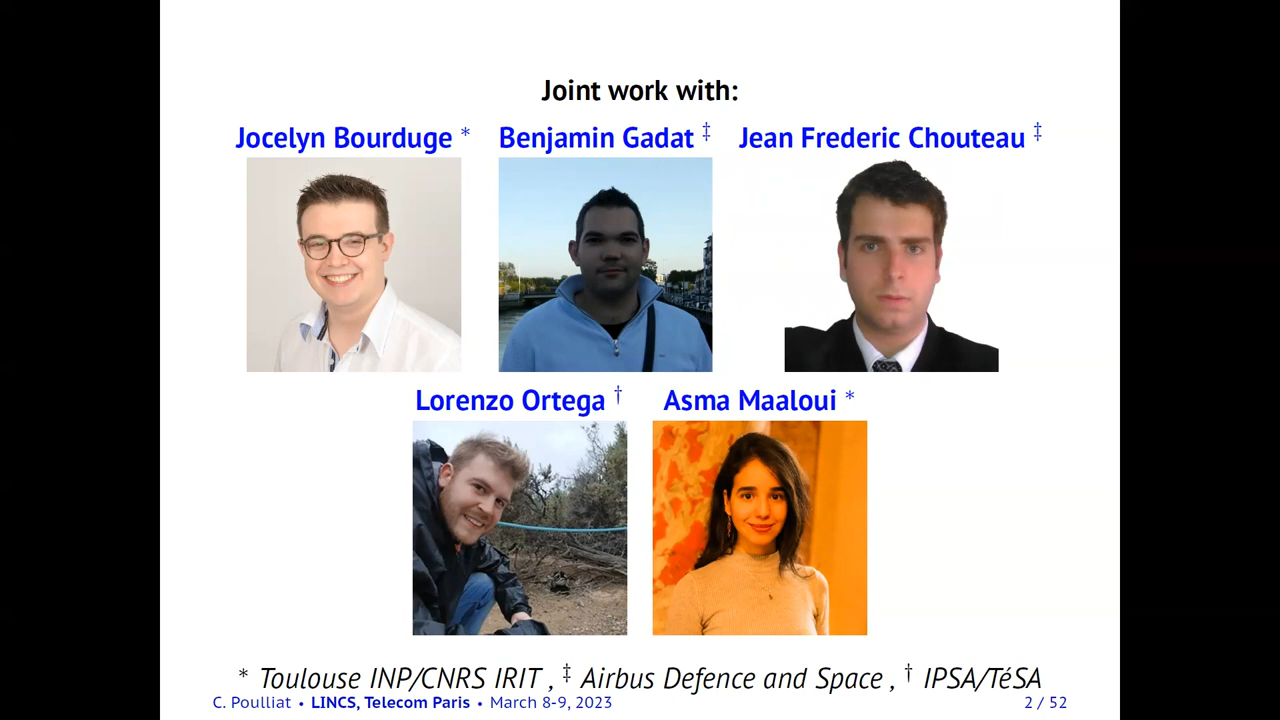 Joint work with:
Jocelyn Bourduge * Benjamin Gadat ‡ Jean Frederic Chouteau ‡
Lorenzo Ortega † Asma Maaloui *
* Toulouse INP/CNRS IRIT , ‡ Airbus Defence and Space , † IPSA/TéSA
C. Poulliat • LINCS, Telecom Paris • March 8-9, 2023 2 / 52